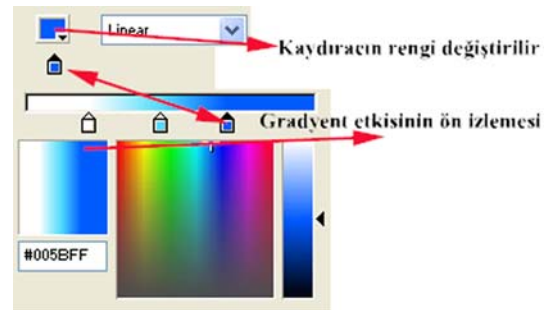 Linear
Kaydıracın rengi değiştirilir
Gradyent etkisinin ön izlemesi
#005BFF